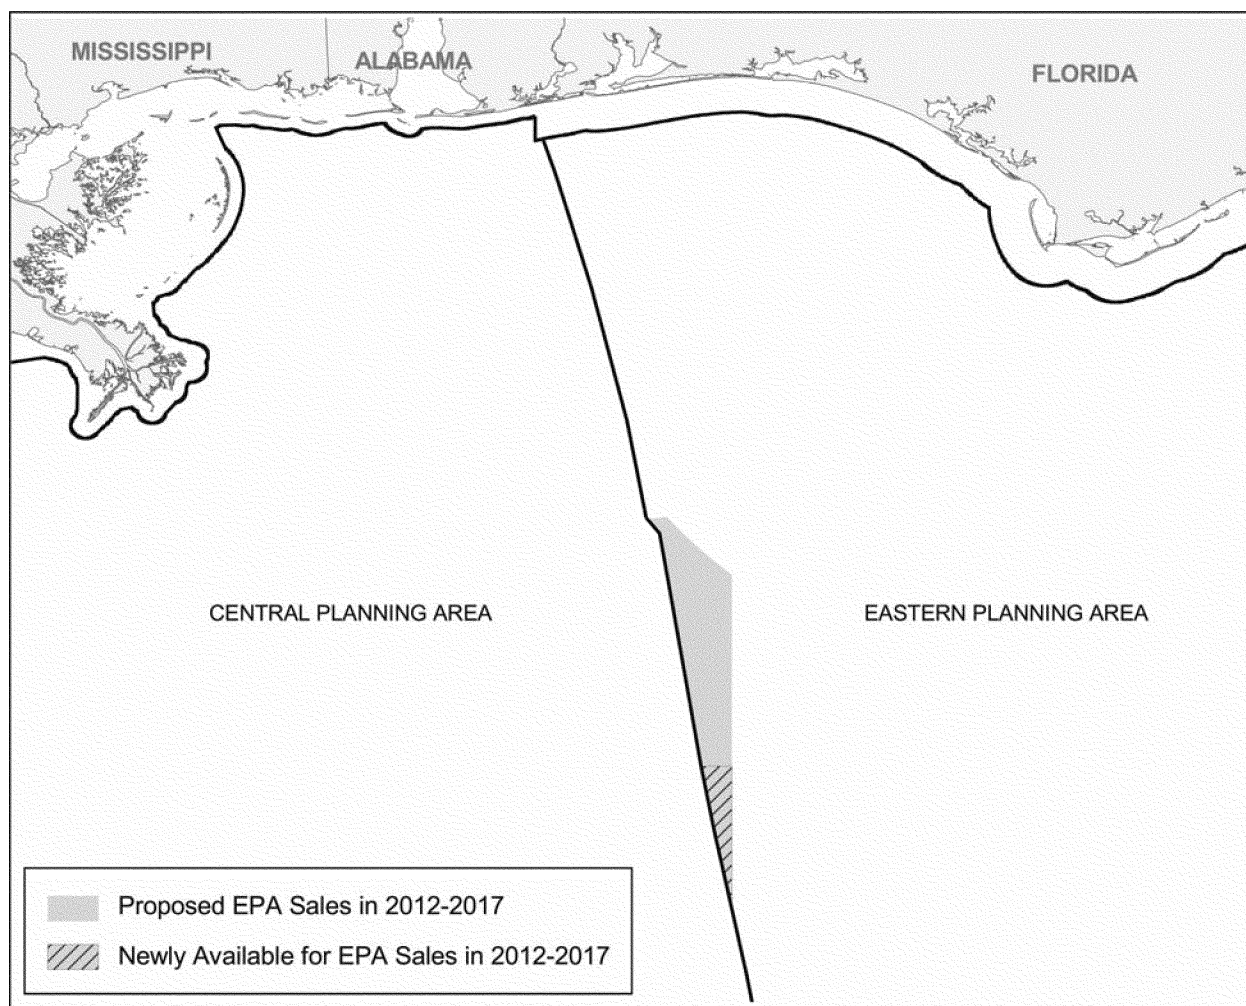 MISSISSIPPI
ALABAMA
FLORIDA
CENTRAL PLANNING AREA
EASTERN PLANNING AREA
Proposed EPA Sales in 2012-2017
Newly Available for EPA Sales in 2012-2017